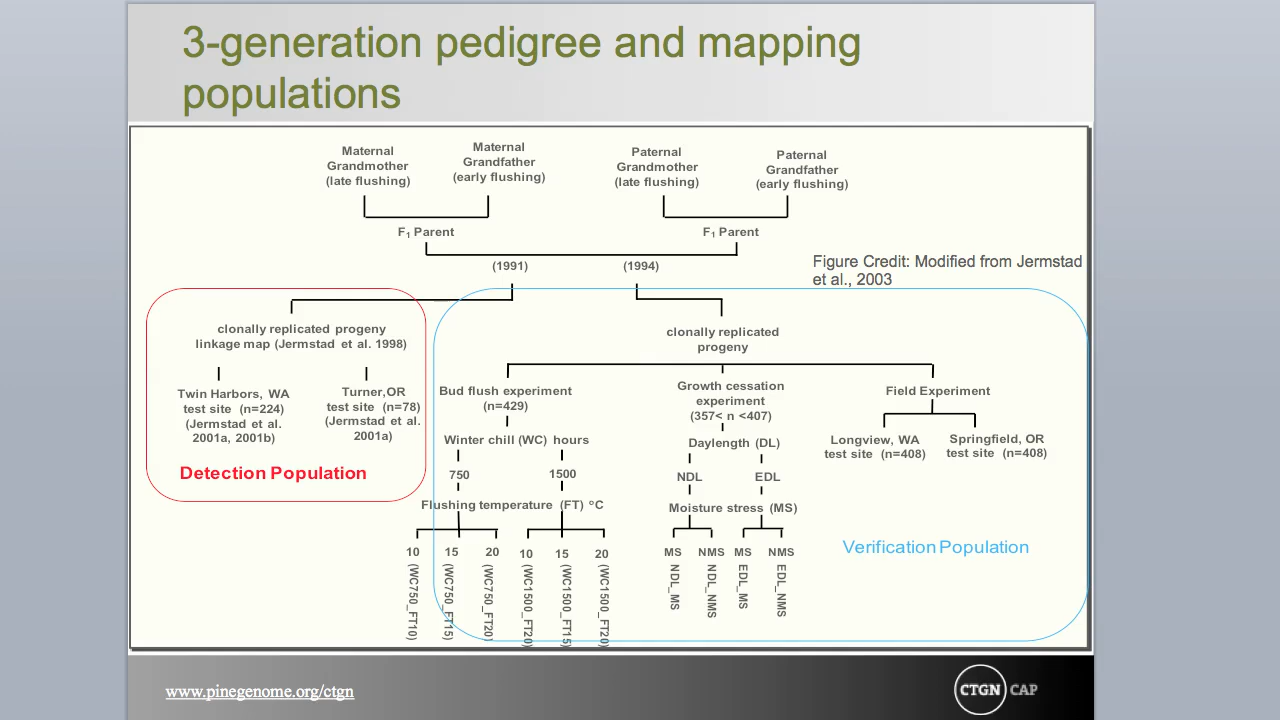 3-generation pedigree and mapping
populations
Maternal
Grandmother
(late flushing)
Maternal
Grandfather
(early flushing)
Paternal
Grandmother
(late flushing)
Paternal
Grandfather
(early flushing)
F1 Parent
F1 Parent
(1991)
(1994)
Figure Credit: Modified from Jermstad
et al., 2003
clonally replicated progeny
linkage map (Jermstad et al. 1998)
Twin Harbors, WA
test site (n=224)
(Jermstad et al.
2001a, 2001b)
Turner,OR
test site (n=78)
(Jermstad et al.
2001a)
Detection Population
clonally replicated
progeny
Bud flush experiment
(n=429)
Winter chill (WC) hours
750
1500
Flushing temperature (FT) °C
10
15
20
10
15
20
(WC750_FT10)
(WC750_FT15)
(WC750_FT20)
(WC1500_FT20)
(WC1500_FT15)
(WC1500_FT20)
Growth cessation
experiment
(357< n <407)
Daylength (DL)
NDL
EDL
Moisture stress (MS)
MS
NMS
MS
NMS
NDL_MS
NDL_NMS
EDL_MS
EDL_NMS
Field Experiment
Longview, WA
test site (n=408)
Springfield, OR
test site (n=408)
Verification Population
www.pinegenome.org/ctgn
CTGN CAP